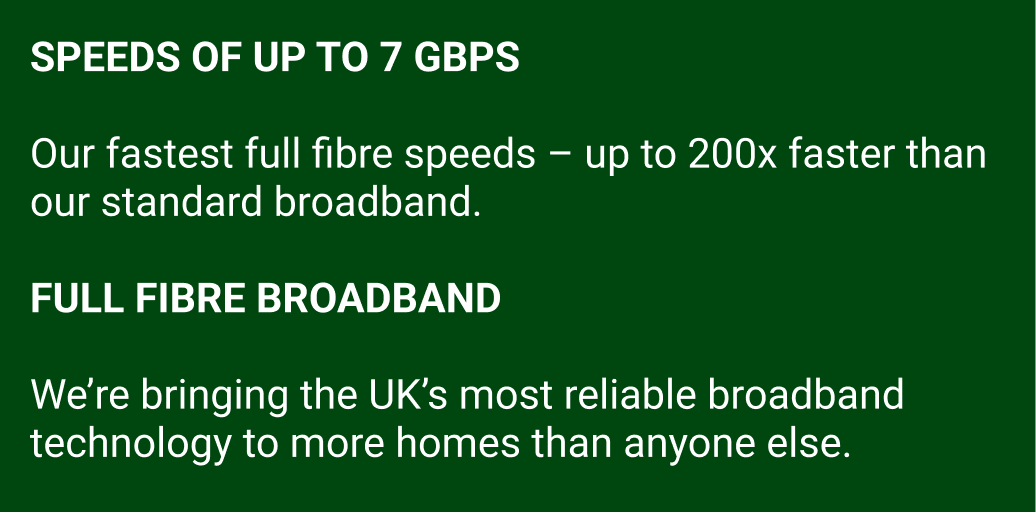 SPEEDS OF UP TO 7 GBPS
Our fastest full fibre speeds – up to 200x faster than
our standard broadband.
FULL FIBRE BROADBAND
We’re bringing the UK’s most reliable broadband
technology to more homes than anyone else.